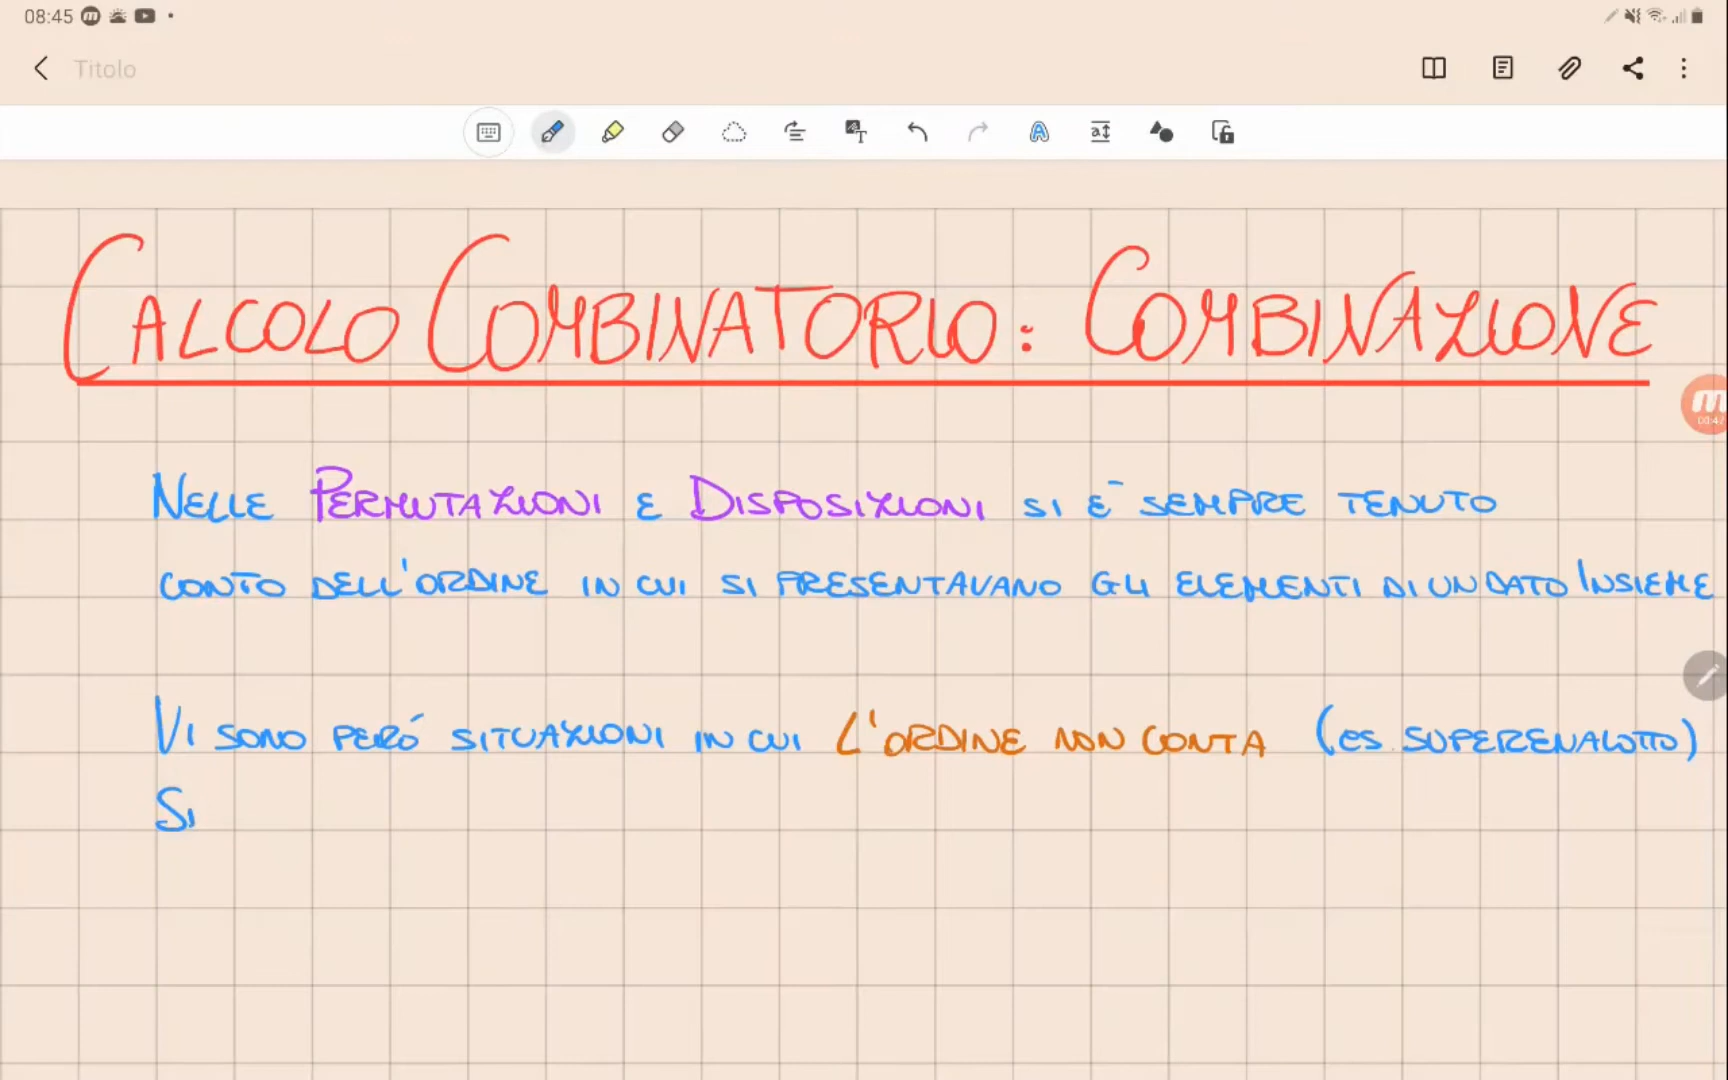 08:45
Titolo
CALCOLO COMBINATORIO: COMBINAZIONE
NELLE PERMUTAZIONI E DISPOSIZIONI SI È SEMPRE TENUTO
CONTO DELL'ORDINE IN CUI SI PRESENTAVANO GLI ELEMENTI DI UN DATO INSIEME
VI SONO PERÓ SITUAZIONI IN CUI L'ORDINE NON CONTA (ES. SUPERENALOTTO)
SI